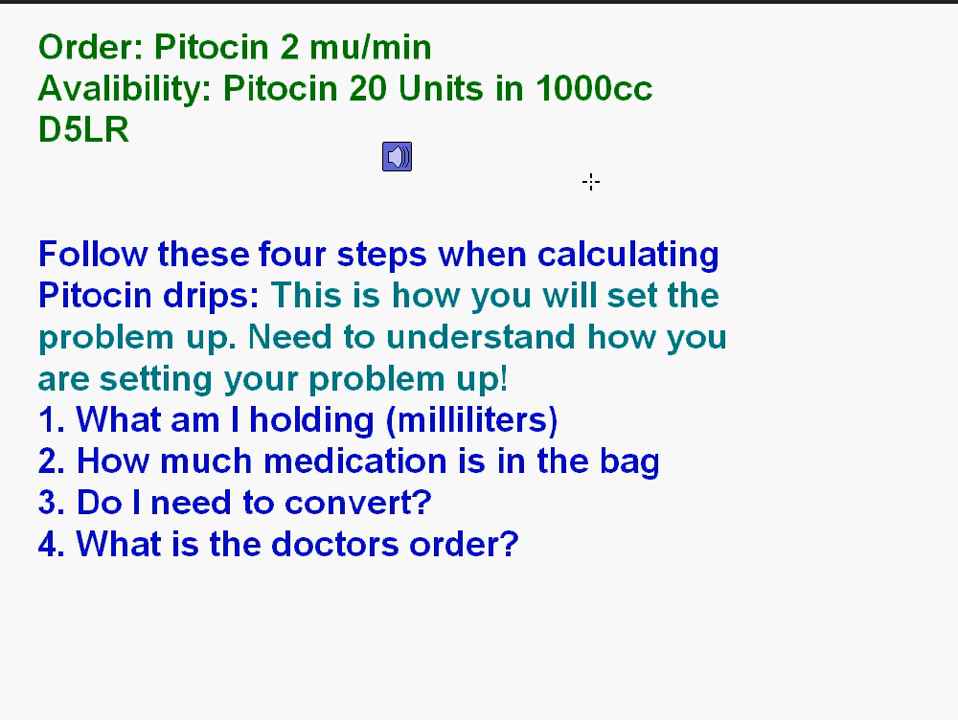 Order: Pitocin 2 mu/min
Avalibility: Pitocin 20 Units in 1000cc
D5LR
Follow these four steps when calculating
Pitocin drips: This is how you will set the
problem up. Need to understand how you
are setting your problem up!
1. What am I holding (milliliters)
2. How much medication is in the bag
3. Do I need to convert?
4. What is the doctors order?